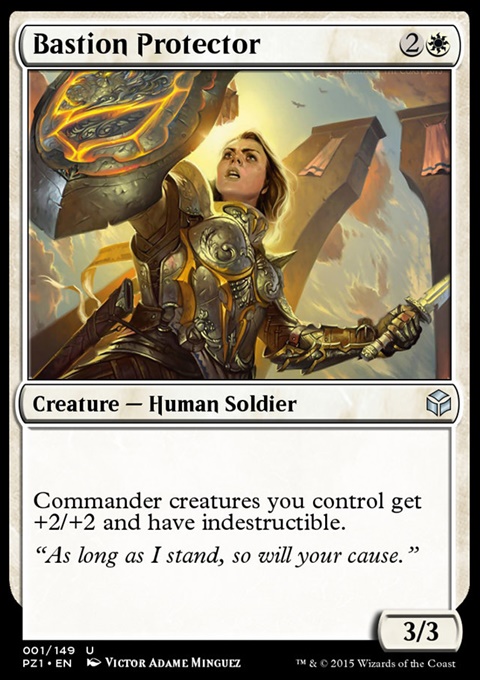 Bastion Protector 2
Creature — Human Soldier
Commander creatures you control get
+2/+2 and have indestructible.
“As long as I stand, so will your cause.”
3/3
001/149 U
PZ1 • EN Victor Adame Minguez
™ & © 2015 Wizards of the Coast